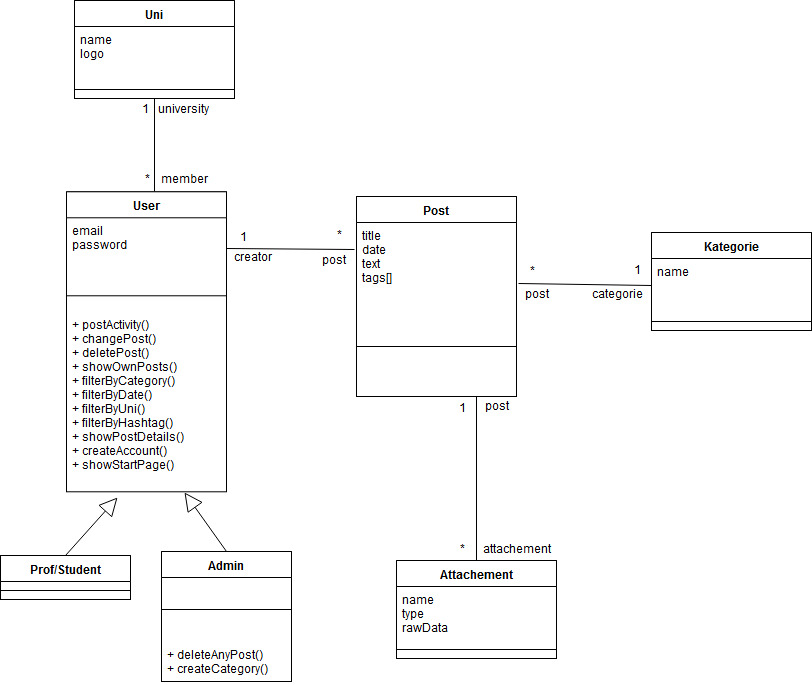 Uni
name
logo
1 university
* member
User
email
password
+ postActivity()
+ changePost()
+ deletePost()
+ showOwnPosts()
+ filterByCategory()
+ filterByDate()
+ filterByUni()
+ filterByHashtag()
+ showPostDetails()
+ createAccount()
+ showStartPage()
1
creator
*
post
Post
title
date
text
tags[]
*
post
1
categorie
Kategorie
name
1 post
* attachement
Attachement
name
type
rawData
Prof/Student
Admin
+ deleteAnyPost()
+ createCategory()